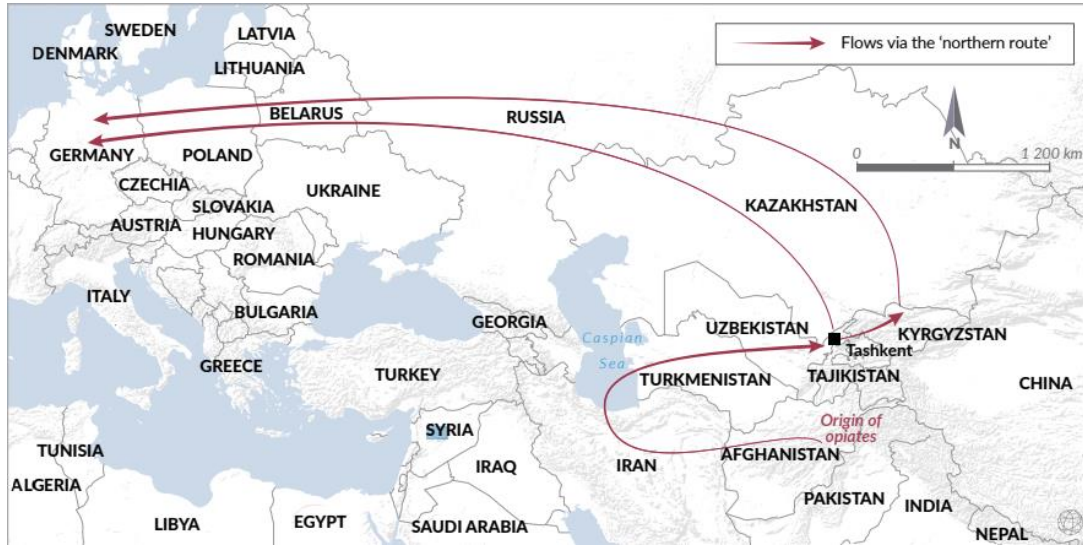 SWEDEN
DENMARK
LATVIA
LITHUANIA
Flows via the ‘northern route’
BELARUS
RUSSIA
N
0
1 200 km
GERMANY
POLAND
CZECHIA
UKRAINE
SLOVAKIA
KAZAKHSTAN
AUSTRIA
HUNGARY
ROMANIA
ITALY
BULGARIA
GEORGIA
Caspian
Sea
UZBEKISTAN
KYRGYZSTAN
Tashkent
GREECE
TURKEY
TURKMENISTAN
TAJIKISTAN
CHINA
Origin of
opiates
SYRIA
TUNISIA
IRAQ
IRAN
AFGHANISTAN
ALGERIA
PAKISTAN
INDIA
LIBYA
EGYPT
SAUDI ARABIA
NEPAL